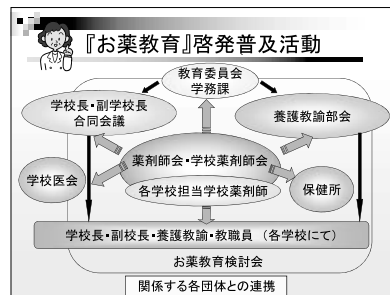 『お薬教育』啓発普及活動
教育委員会
学務課
学校長・副学校長
合同会議
養護教諭部会
薬剤師会・学校薬剤師会
学校医会
各学校担当学校薬剤師
保健所
学校長・副校長・養護教諭・教職員 (各学校にて)
お薬教育検討会
関係する各団体との連携